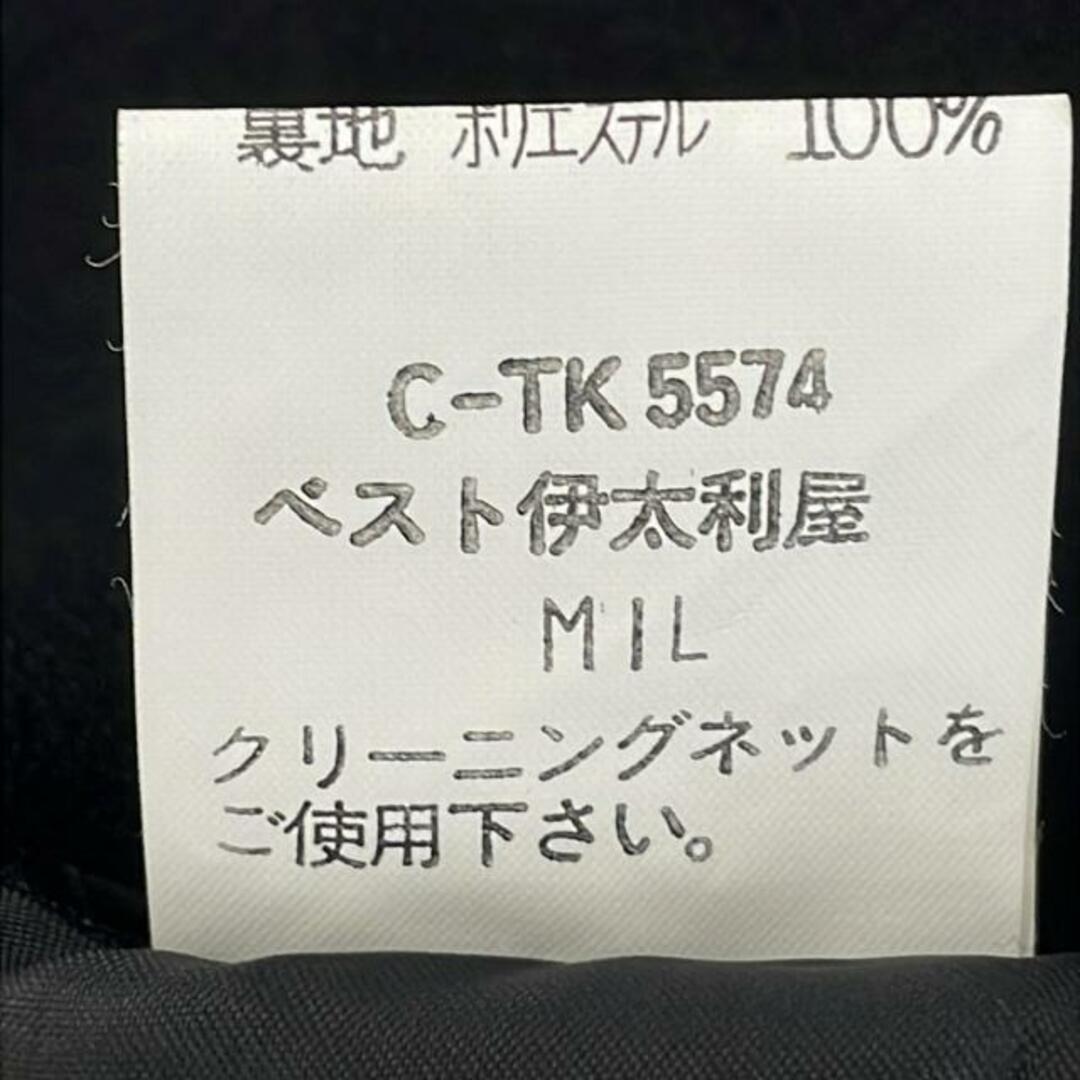 裏地 ポリエステル 100%
C-TK 5574
ベスト伊太利屋
MIL
クリーニングネットを
ご使用下さい。